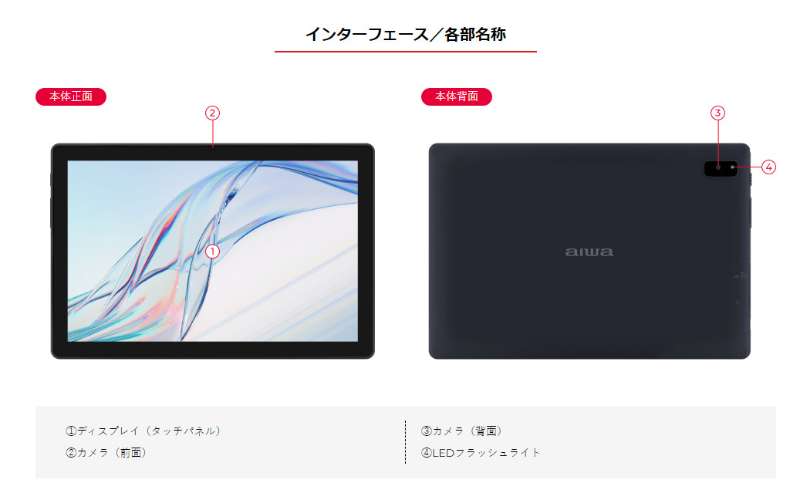 インターフェース／各部名称
本体正面
②
①
本体背面
③
④
aiwa
①ディスプレイ（タッチパネル）
②カメラ（前面）
③カメラ（背面）
④LEDフラッシュライト